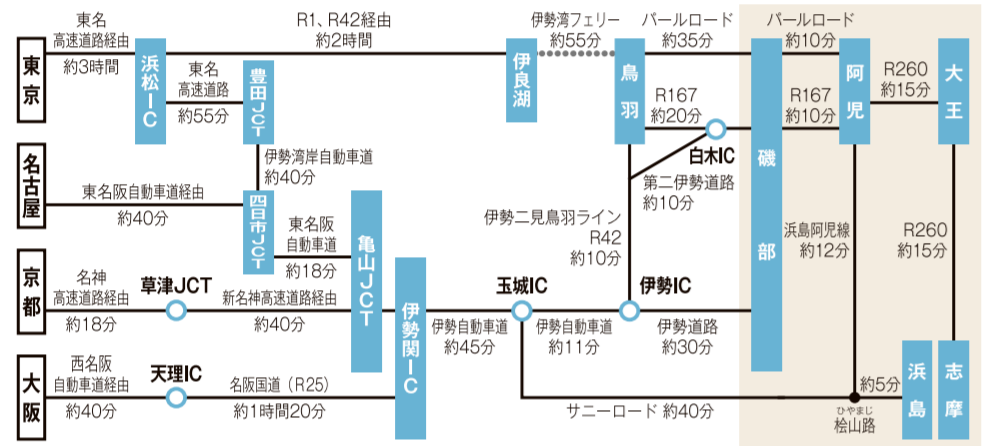 東京
東名
高速道路経由
約3時間
浜松IC
R1、R42経由
約2時間
伊良湖
伊勢湾フェリー
約55分
鳥羽
パールロード
約35分
パールロード
約10分
阿児
R260
約15分
大王
東名
高速道路
約55分
豊田JCT
R167
約20分
白木IC
R167
約10分
磯部
名古屋
東名阪自動車道経由
約40分
伊勢湾岸自動車道
約40分
四日市JCT
東名阪
自動車道
約18分
亀山JCT
第二伊勢道路
約10分
伊勢二見鳥羽ライン
R42
約10分
浜島阿児線
約12分
R260
約15分
京都
名神
高速道路経由
約18分
草津JCT
新名神高速道路経由
約40分
伊勢関IC
伊勢自動車道
約45分
玉城IC
伊勢自動車道
約11分
伊勢IC
伊勢道路
約30分
大阪
西名阪
自動車道経由
約40分
天理IC
名阪国道（R25）
約1時間20分
サニーロード 約40分
ひやまじ
桧山路
約5分
浜島
志摩